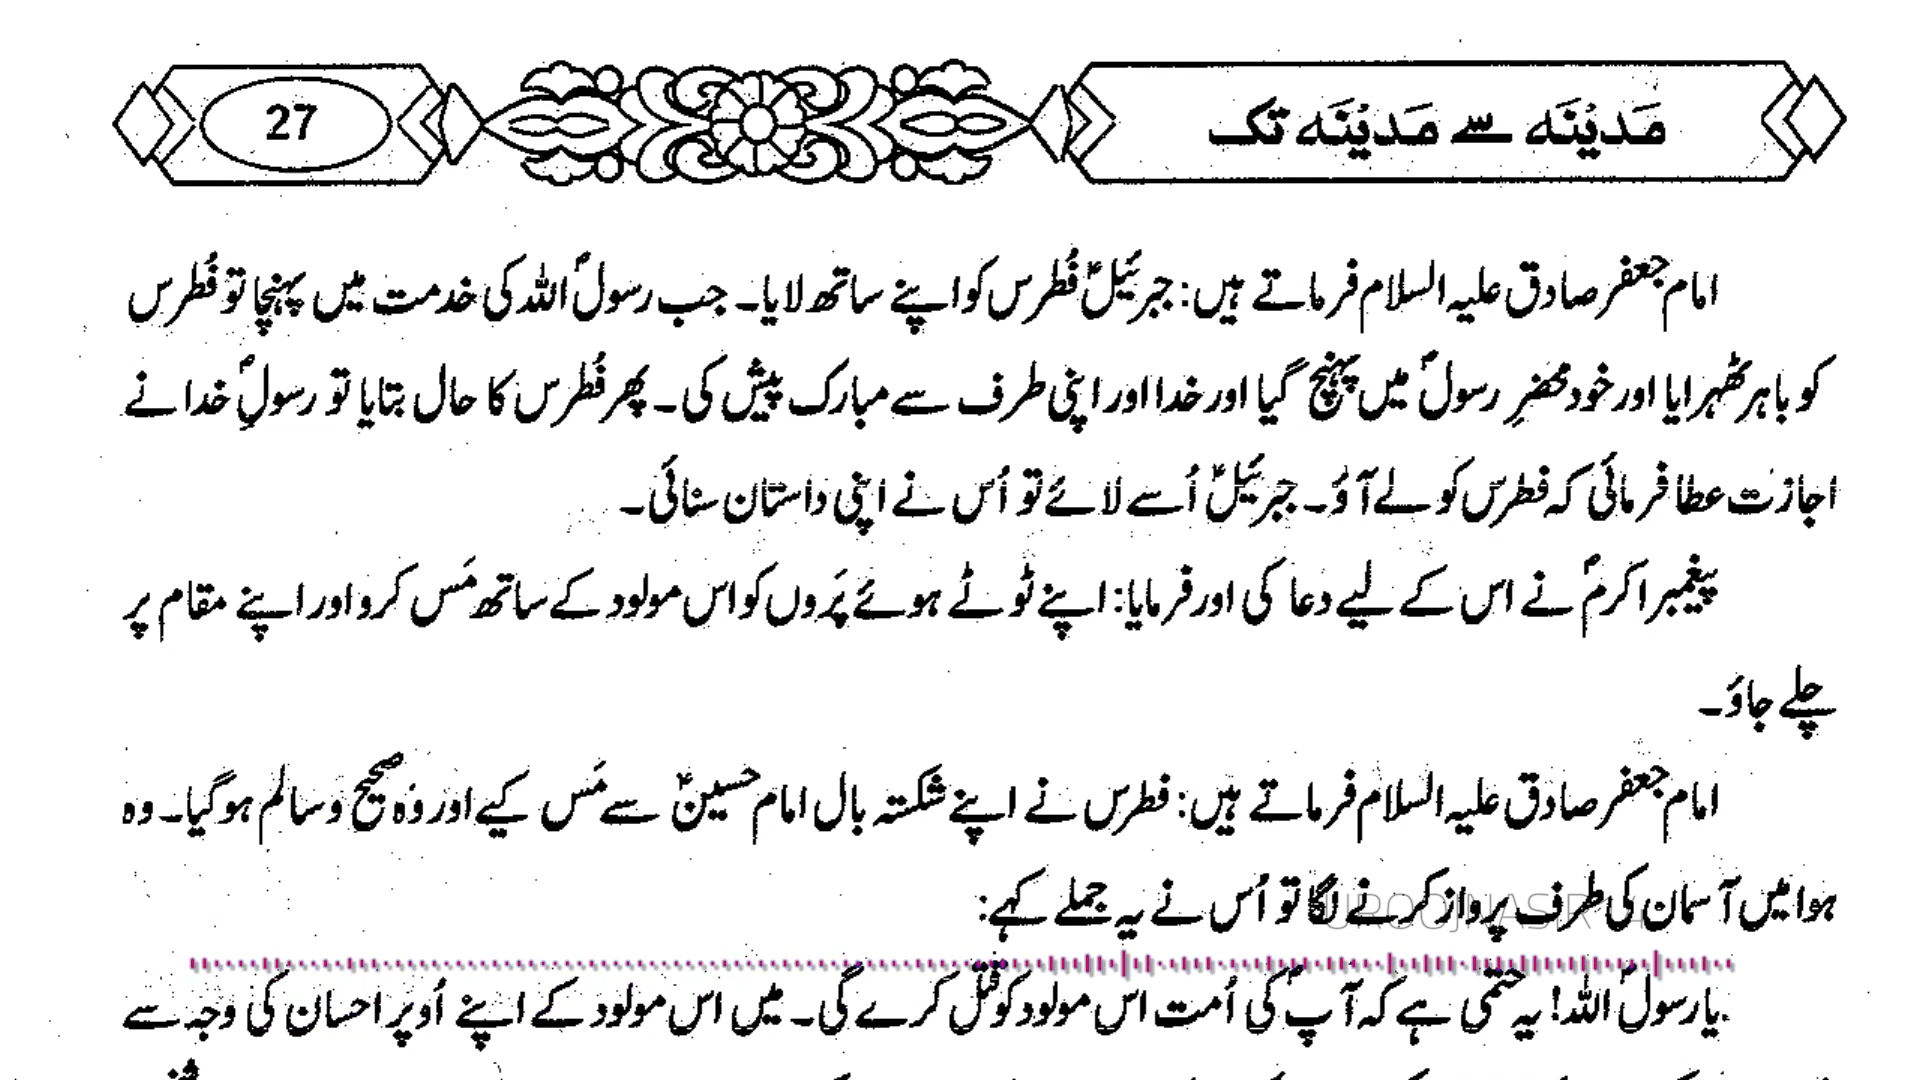 مَدیْنَہ سے مَدیْنَہ تک
27
امام جعفر صادق علیہ السلام فرماتے ہیں: جبرئیلؑ فُطرس کو اپنے ساتھ لایا۔ جب رسولؐ اللہ کی خدمت میں پہنچا تو فُطرس
کو باہر ٹھہرایا اور خود محضرِ رسولؐ میں پہنچ گیا اور خدا اور اپنی طرف سے مبارک پیش کی۔ پھر فُطرس کا حال بتایا تو رسولِؐ خدا نے
اجازت عطا فرمائی کہ فطرس کو لے آؤ۔ جبرئیلؑ اُسے لائے تو اُس نے اپنی داستان سنائی۔
پیغمبر اکرمؐ نے اس کے لیے دعا کی اور فرمایا: اپنے ٹوٹے ہوئے پَروں کو اس مولود کے ساتھ مَس کرو اور اپنے مقام پر
چلے جاؤ۔
امام جعفر صادق علیہ السلام فرماتے ہیں: فطرس نے اپنے شکستہ بال امام حسینؑ سے مَس کیے اور وہ صحیح و سالم ہوگیا۔ وہ
ہوا میں آسمان کی طرف پرواز کرنے لگا تو اُس نے یہ جملے کہے:
UROOJNASIR
یارسولؐ اللہ! یہ حتمی ہے کہ آپؐ کی اُمت اس مولود کو قتل کرے گی۔ میں اس مولود کے اپنے اُوپر احسان کی وجہ سے